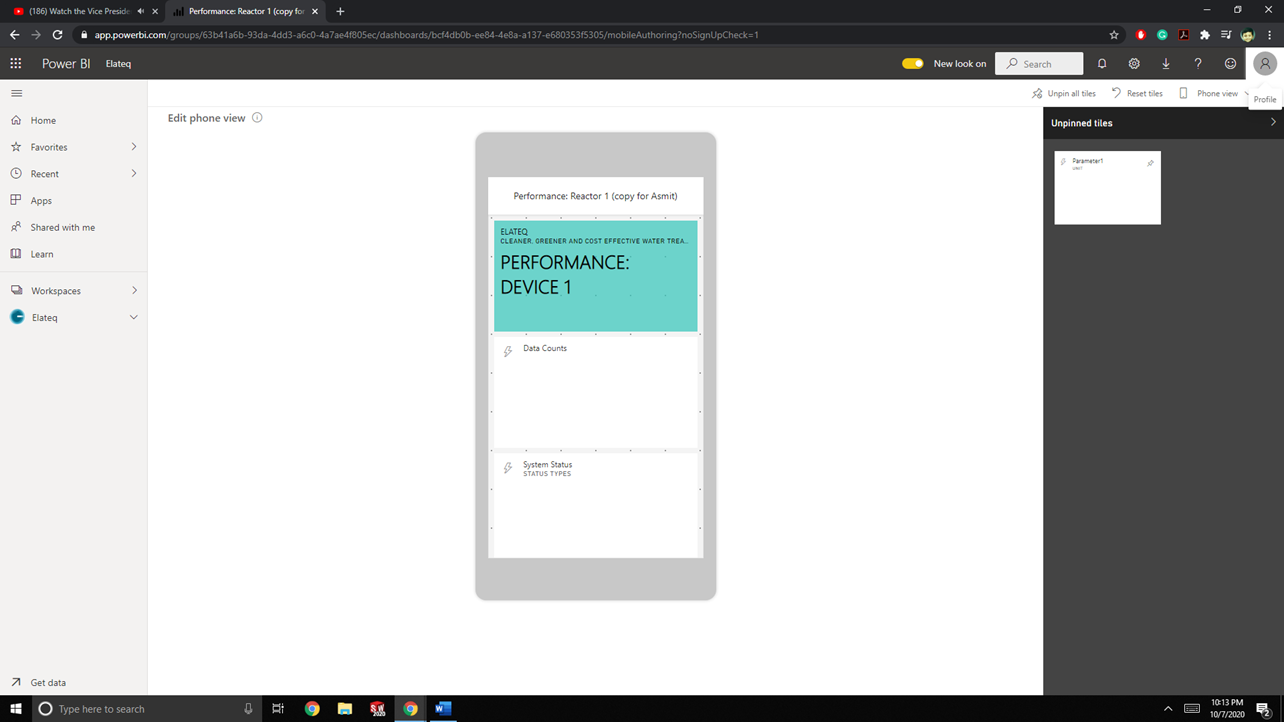 (186) Watch the Vice Preside
Performance: Reactor 1 (copy for
app.powerbi.com/groups/63b41a6b-93da-4dd3-a6c0-4a7ae4f805ec/dashboards/bcf4db0b-ee84-4e8a-a137-e680353f5305/mobileAuthoring?noSignUpCheck=1
Power BI Elateq
New look on
Search
Unpin all tiles Reset tiles Phone view
Profile
Home
Favorites
Recent
Apps
Shared with me
Learn
Workspaces
Elateq
Get data
Edit phone view
Performance: Reactor 1 (copy for Asmit)
ELATEQ
CLEANER, GREENER AND COST EFFECTIVE WATER TREA..
PERFORMANCE:
DEVICE 1
Data Counts
System Status
STATUS TYPES
Unpinned tiles
Parameter1
UNIT
Type here to search
SW
2020
W
10:13 PM
10/7/2020
2